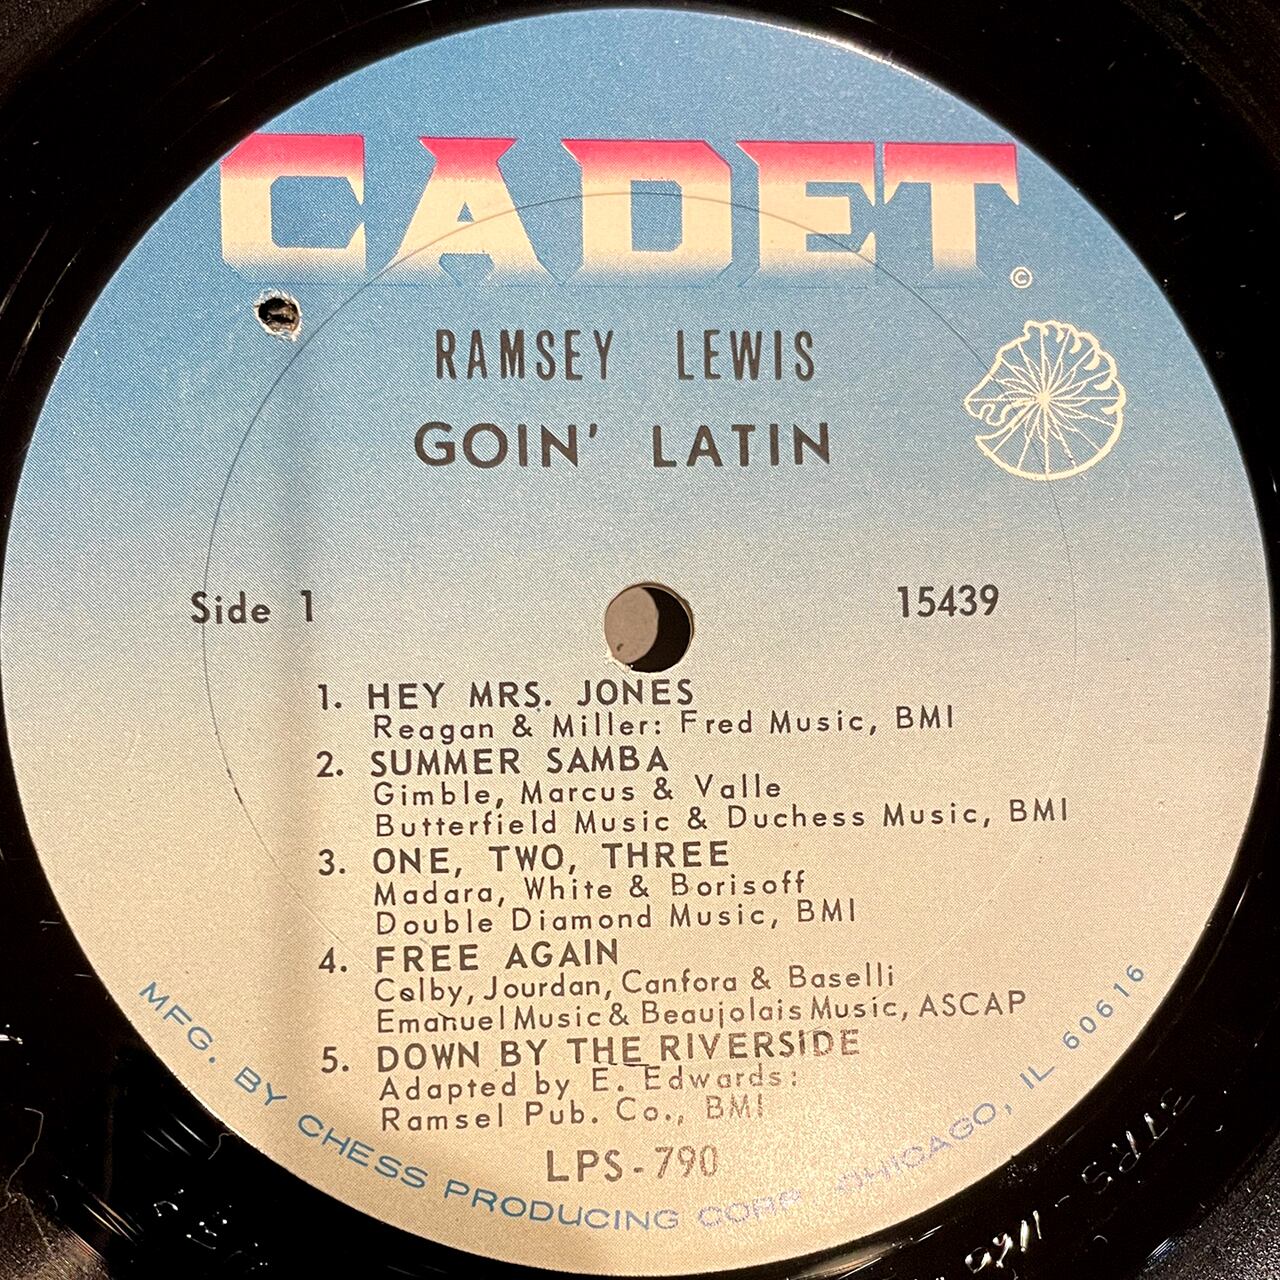 CADET
©
RAMSEY LEWIS
GOIN' LATIN
Side 1
15439
1. HEY MRS. JONES
Reagan & Miller: Fred Music, BMI
2. SUMMER SAMBA
Gimble, Marcus & Valle
Butterfield Music & Duchess Music, BMI
3. ONE, TWO, THREE
Madara, White & Borisoff
Double Diamond Music, BMI
4. FREE AGAIN
Colby, Jourdan, Canfora & Baselli
Emanuel Music & Beaujolais Music, ASCAP
5. DOWN BY THE RIVERSIDE
Adapted by E. Edwards:
Ramsel Pub. Co., BMI
LPS-790
MFG. BY CHESS PRODUCING CORP. CHICAGO, IL 60616